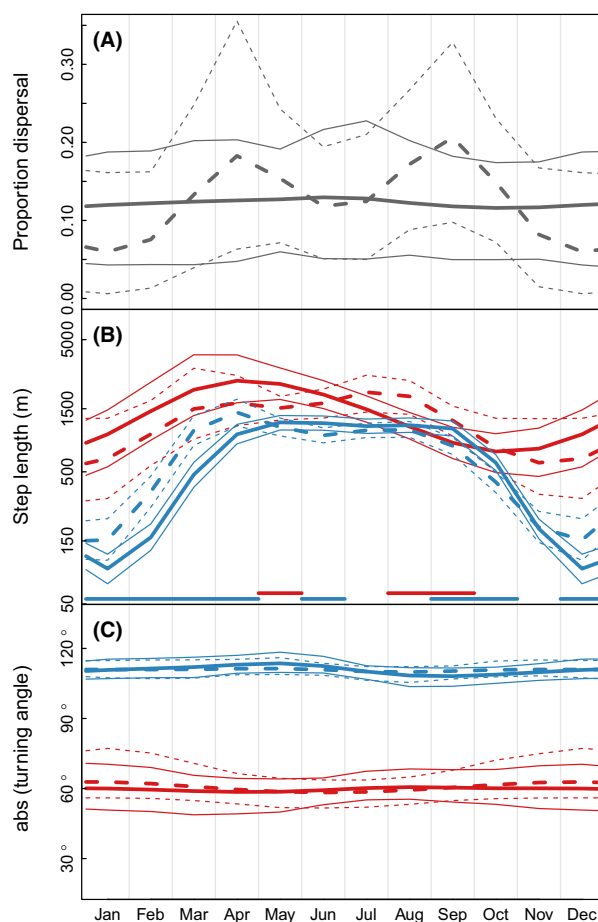 (A)
Proportion dispersal
0.30
0.20
0.10
0.00
(B)
Step length (m)
5000
1500
500
150
50
(C)
abs (turning angle)
120°
90°
60°
30°
Jan Feb Mar Apr May Jun Jul Aug Sep Oct Nov Dec